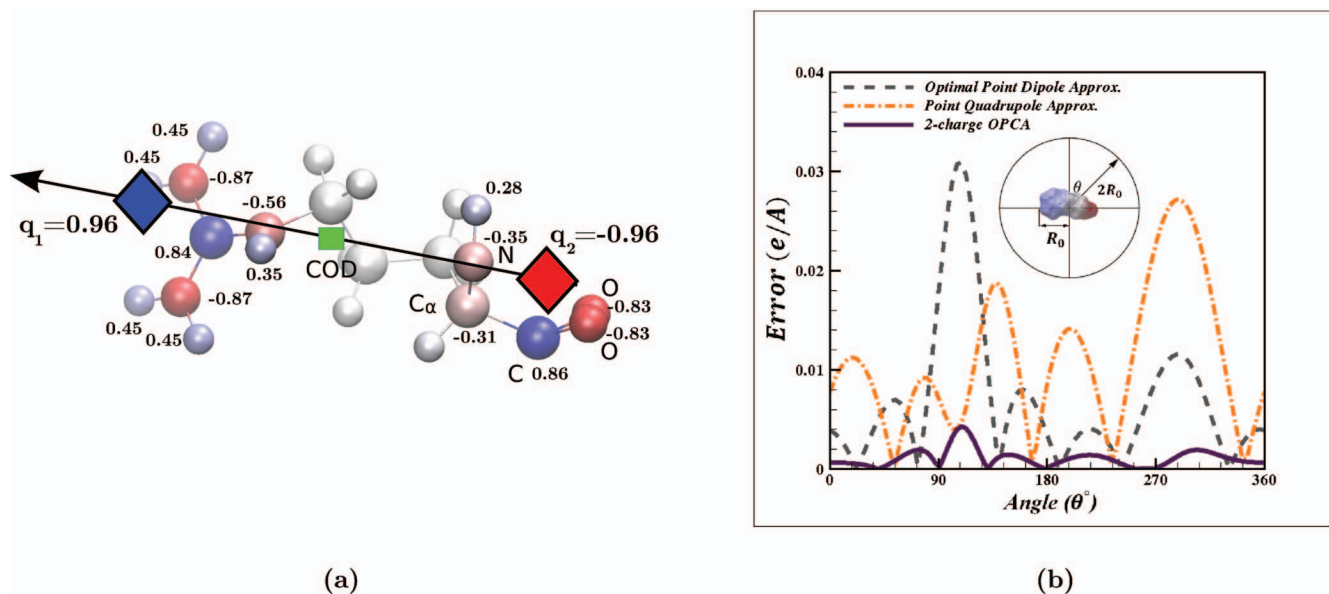 0.45
0.45
-0.87
-0.56
0.28
q1=0.96
-0.35
q2=-0.96
0.84
0.35
COD
N
-0.87
Cα
O
-0.83
0.45
-0.31
-0.83
0.45
C
0.86
O
(a)
0.04
Optimal Point Dipole Approx.
Point Quadrupole Approx.
2-charge OPCA
0.03
θ
2R0
0.02
R0
Error (e/A)
0.01
0
0
90
180
270
360
Angle (θ°)
(b)